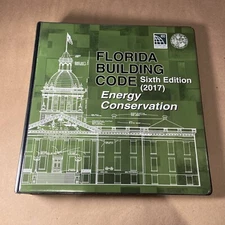 FLORIDA
BUILDING
CODE Sixth Edition
(2017)
Energy
Conservation